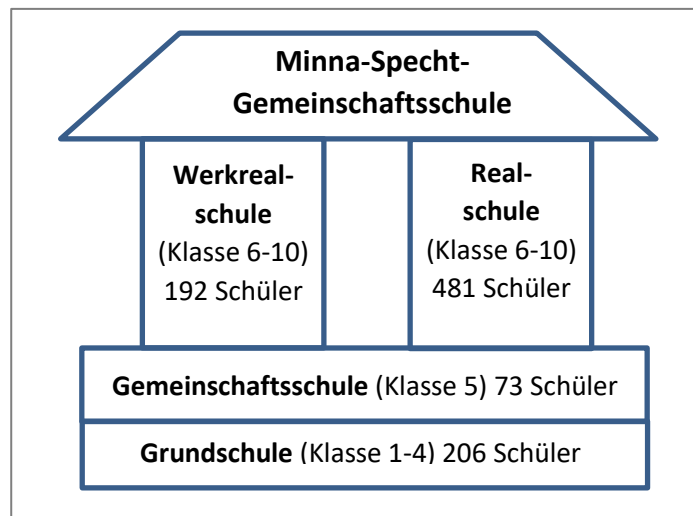 Minna-Specht-
Gemeinschaftsschule
Werkreal-
schule
(Klasse 6-10)
192 Schüler
Real-
schule
(Klasse 6-10)
481 Schüler
Gemeinschaftsschule (Klasse 5) 73 Schüler
Grundschule (Klasse 1-4) 206 Schüler